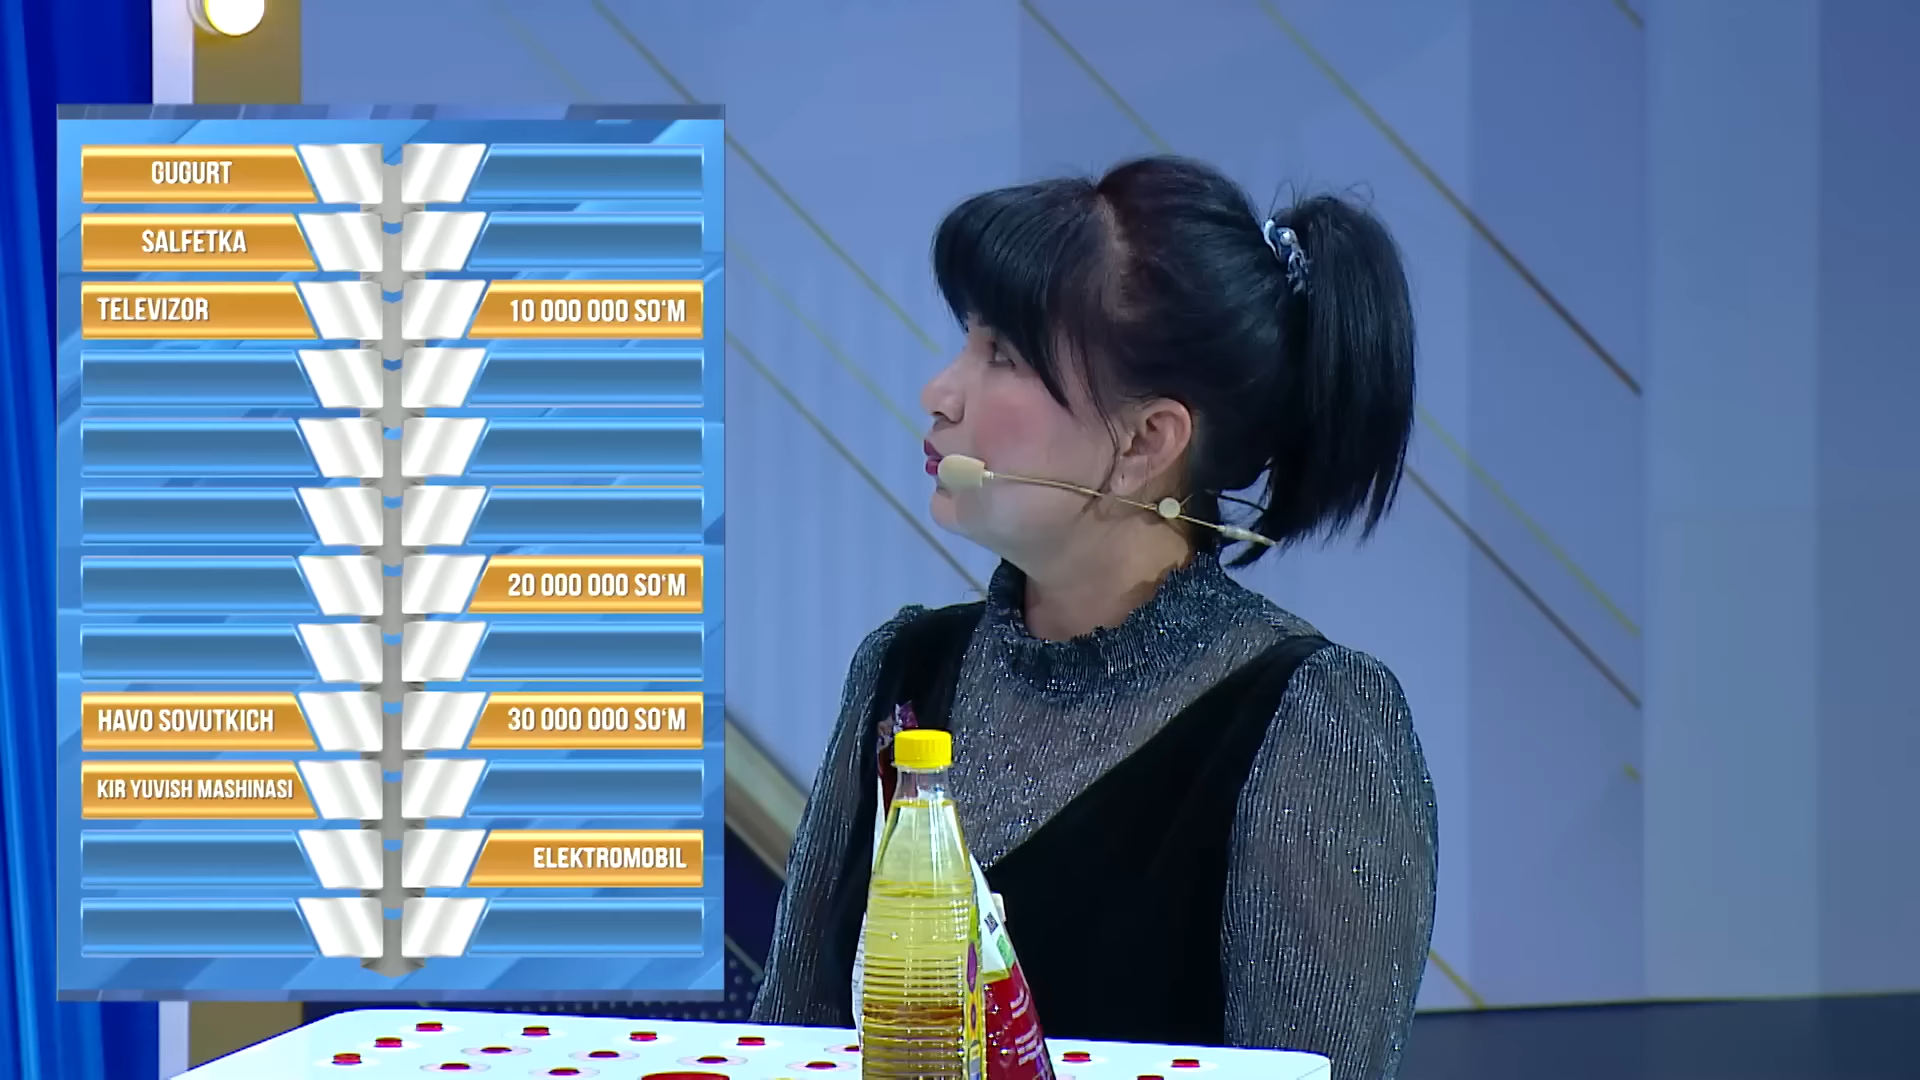 GUGURT
SALFETKA
TELEVIZOR
10 000 000 SO‘M
20 000 000 SO‘M
HAVO SOVUTKICH
30 000 000 SO‘M
KIR YUVISH MASHINASI
ELEKTROMOBIL